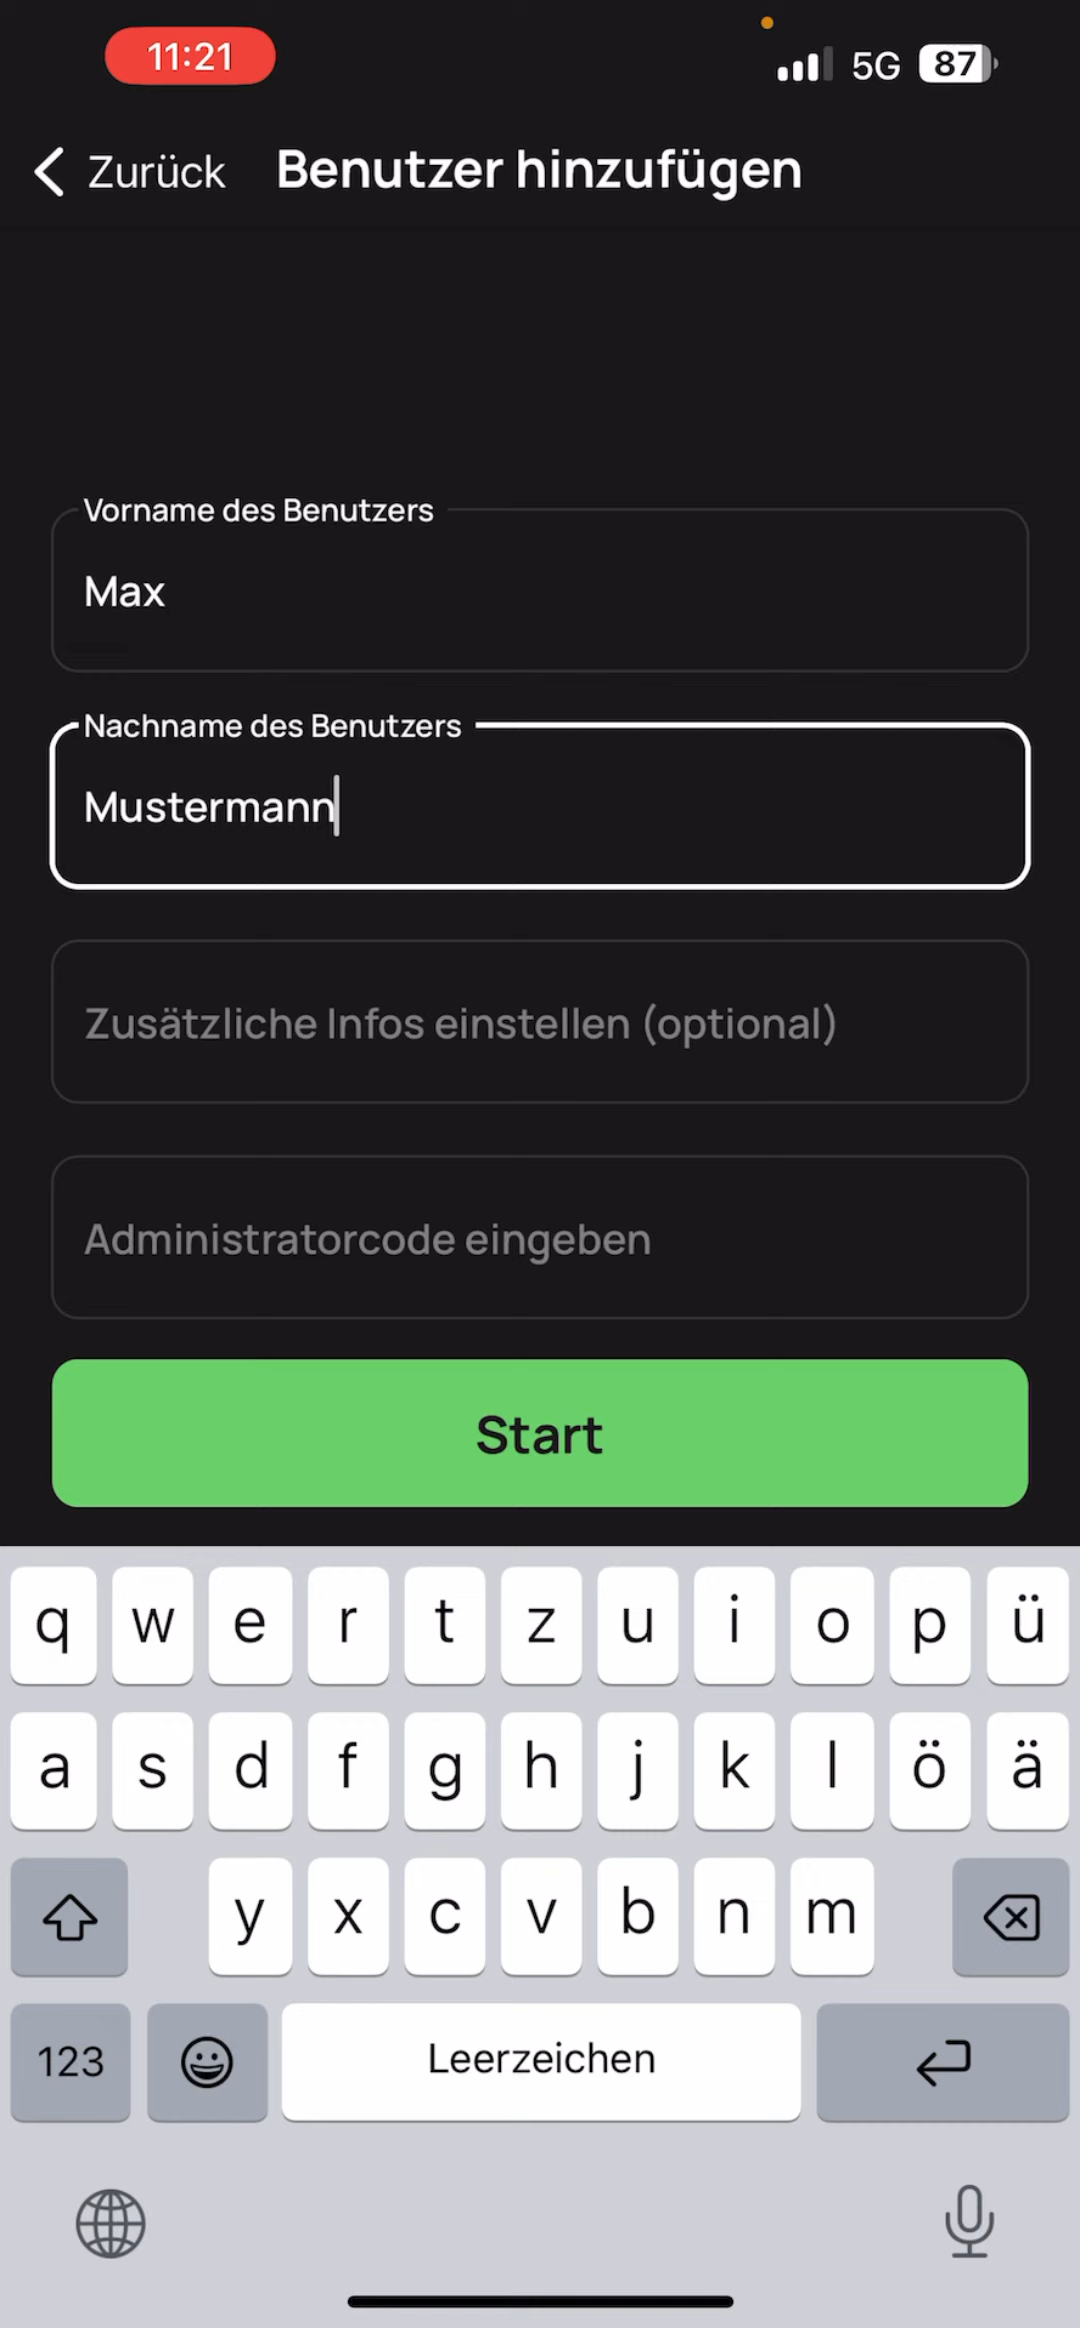 11:21
5G 87
Zurück Benutzer hinzufügen
Vorname des Benutzers
Max
Nachname des Benutzers
Mustermann
Zusätzliche Infos einstellen (optional)
Administratorcode eingeben
Start
q w e r t z u i o p ü
a s d f g h j k l ö ä
y x c v b n m
123 Leerzeichen